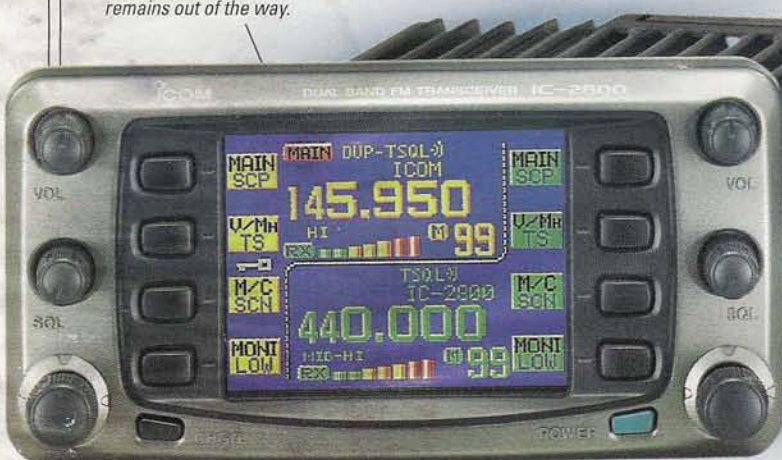 remains out of the way.
ICOM DUAL BAND FM TRANSCEIVER IC-2800
VOL
VOL
MAIN
SCP
MAIN DUP-TSQL
ICOM
145.950
HI
RX
M 99
MAIN
SCP
V/MH
TS
V/MH
TS
SQL
SQL
M/C
SCN
TSQL
IC-2800
440.000
MID-HI
RX
M 99
M/C
SCN
MONI
LOW
MONI
LOW
POWER